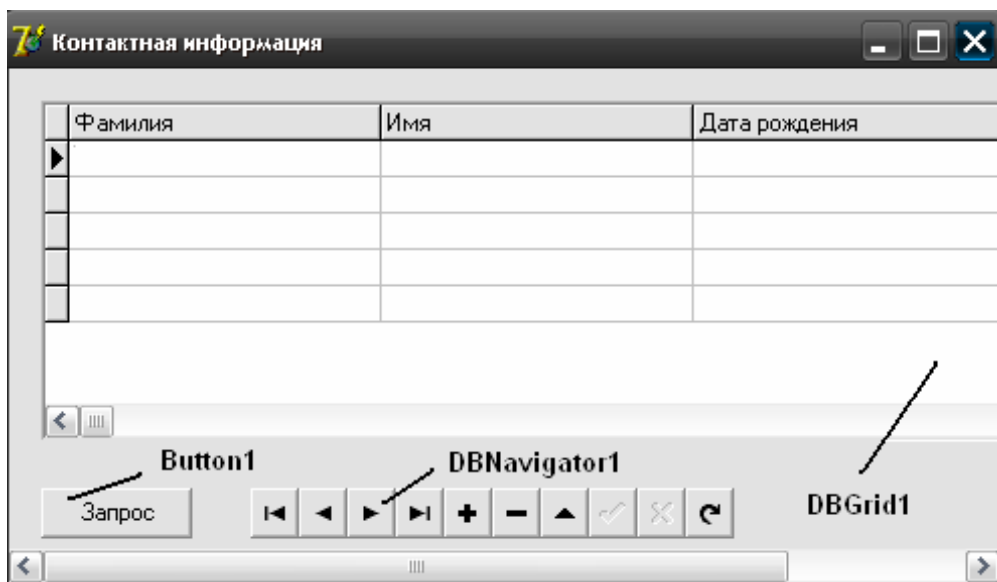 Контактная информация
Фамилия Имя Дата рождения
Button1 DBNavigator1
Запрос DBGrid1